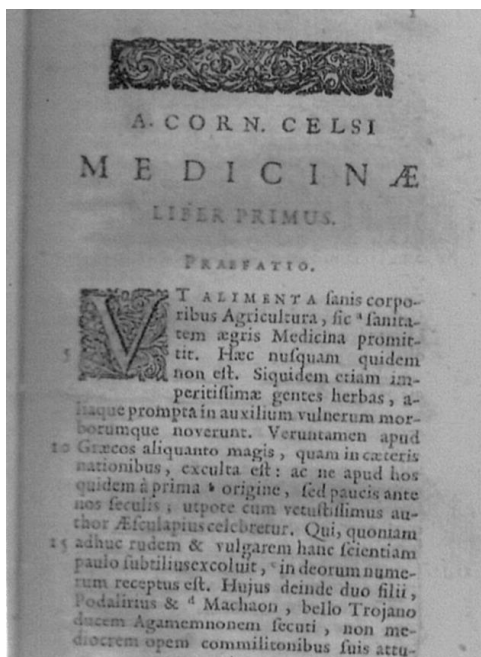 A. CORN. CELSI
MEDICINÆ
LIBER PRIMUS.
PRÆFATIO.
VT ALIMENTA sanis corpo-
ribus Agricultura, sic ª sanita-
tem ægris Medicina promit-
5 tit. Hæc nusquam quidem
non est. Siquidem etiam im-
peritissimæ gentes herbas, a-
liaque prompta in auxilium vulnerum mor-
borumque noverunt. Veruntamen apud
10 Græcos aliquanto magis, quam in cæteris
nationibus, exculta est: ac ne apud hos
quidem à prima ᵇ origine, sed paucis ante
nos seculis, utpote cum vetustissimus au-
thor Æsculapius celebretur. Qui, quoniam
15 adhuc rudem & vulgarem hanc scientiam
paulo subtilius excoluit, ᶜ in deorum nume-
rum receptus est. Hujus deinde duo filii,
Podalirius & ᵈ Machaon, bello Trojano
ducem Agamemnonem secuti, non me-
diocrem opem commilitonibus suis attu-